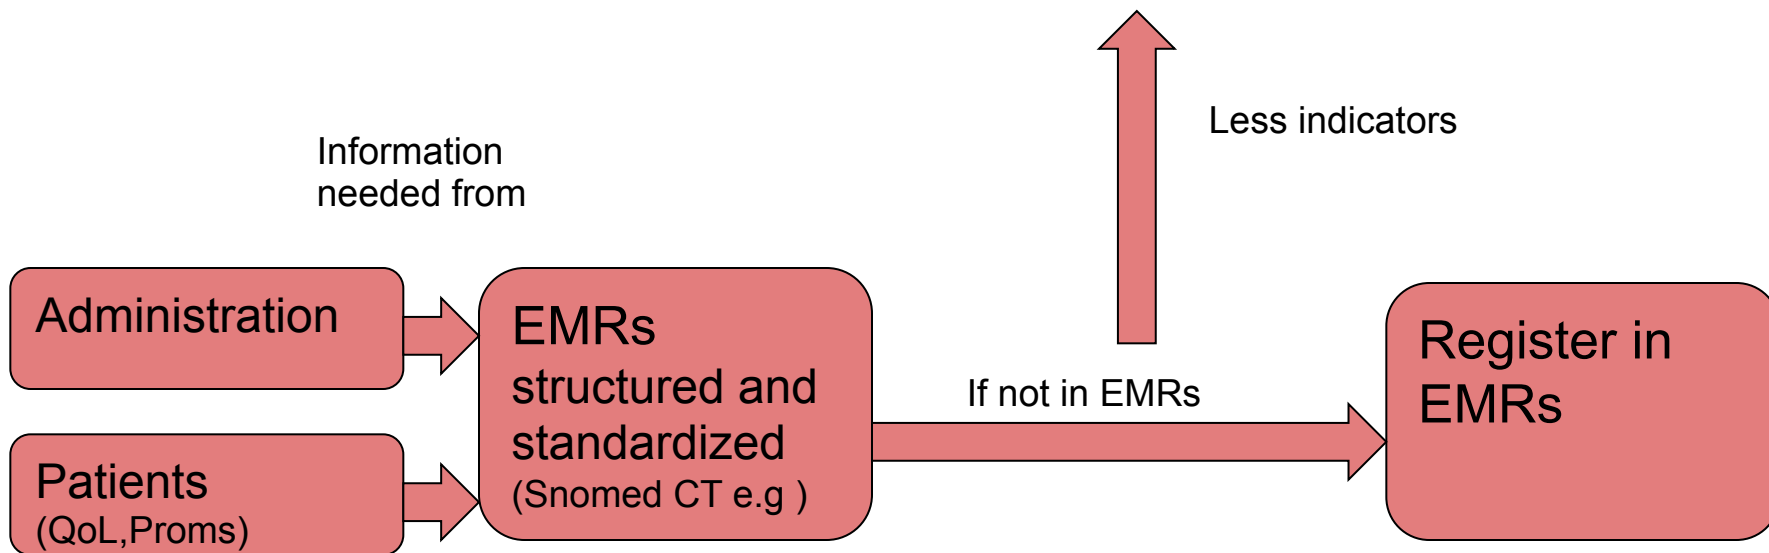 Less indicators
Information
needed from
Administration
Patients
(QoL,Proms)
EMRs
structured and
standardized
(Snomed CT e.g )
If not in EMRs
Register in
EMRs